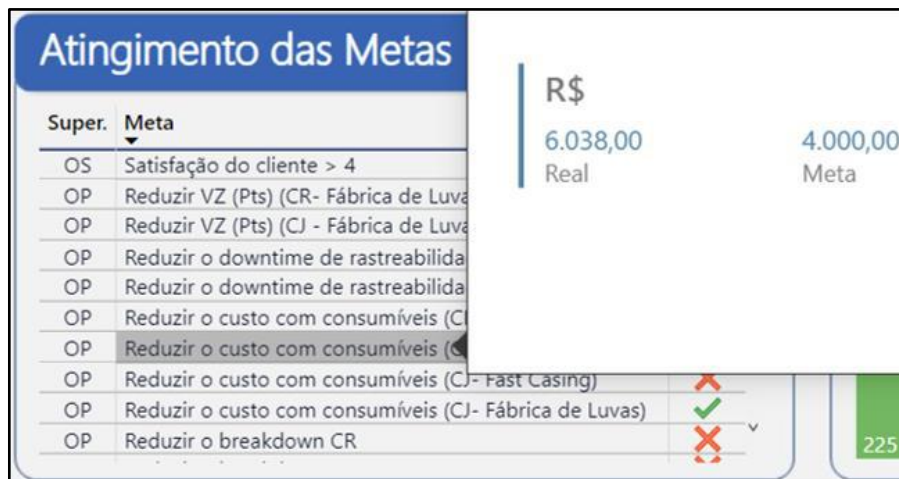 Atingimento das Metas
Super. Meta
OS Satisfação do cliente > 4
OP Reduzir VZ (Pts) (CR- Fábrica de Luva
OP Reduzir VZ (Pts) (CJ - Fábrica de Luva
OP Reduzir o downtime de rastreabilida
OP Reduzir o downtime de rastreabilida
OP Reduzir o custo com consumíveis (C
OP Reduzir o custo com consumíveis (
OP Reduzir o custo com consumíveis (CJ- Fast Casing)
OP Reduzir o custo com consumíveis (CJ- Fábrica de Luvas)
OP Reduzir o breakdown CR
R$
6.038,00 4.000,00
Real Meta
225